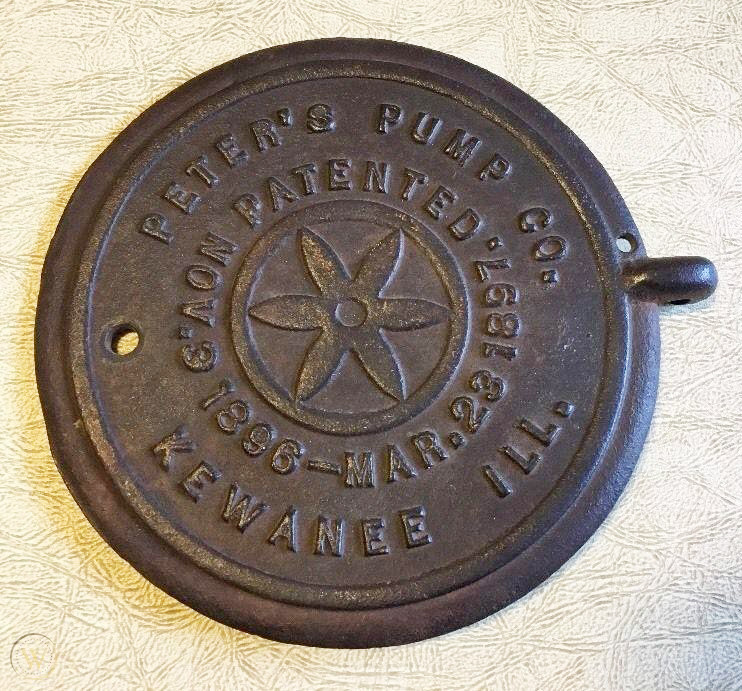 PETER'S PUMP CO.
KEWANEE ILL.
PATENTED.
NOV.3 1896-MAR.23 1897
W